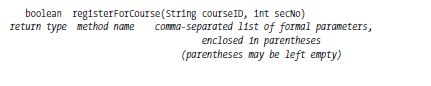 boolean registerForCourse(String courseID, int secNo)
return type method name comma-separated list of formal parameters,
enclosed in parentheses
(parentheses may be left empty)